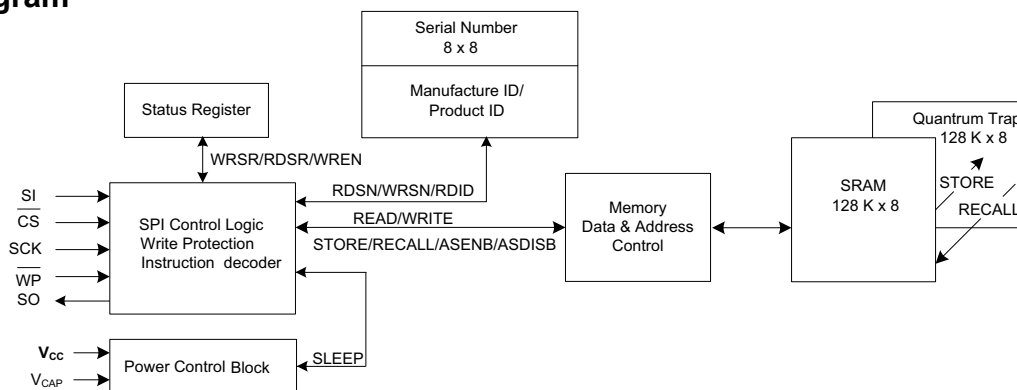 Serial Number
8 x 8
Manufacture ID/
Product ID
Status Register
Quantrum Trap
128 K x 8
WRSR/RDSR/WREN
SI
CS
SCK
WP
SO
SPI Control Logic
Write Protection
Instruction decoder
RDSN/WRSN/RDID
READ/WRITE
STORE/RECALL/ASENB/ASDISB
Memory
Data & Address
Control
SRAM
128 K x 8
STORE
RECALL
SLEEP
VCC
VCAP
Power Control Block